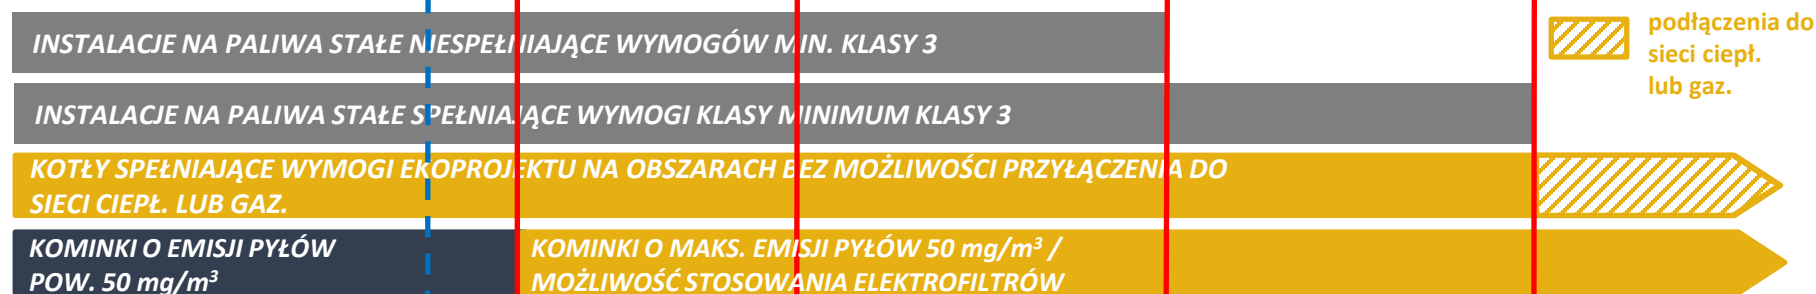 INSTALACJE NA PALIWA STAŁE NIESPEŁNIAJĄCE WYMOGÓW MIN. KLASY 3
podłączenia do
sieci ciepł.
lub gaz.
INSTALACJE NA PALIWA STAŁE SPEŁNIAJĄCE WYMOGI KLASY MINIMUM KLASY 3
KOTŁY SPEŁNIAJĄCE WYMOGI EKOPROJEKTU NA OBSZARACH BEZ MOŻLIWOŚCI PRZYŁĄCZENIA DO
SIECI CIEPŁ. LUB GAZ.
KOMINKI O EMISJI PYŁÓW
POW. 50 mg/m³
KOMINKI O MAKS. EMISJI PYŁÓW 50 mg/m³ /
MOŻLIWOŚĆ STOSOWANIA ELEKTROFILTRÓW